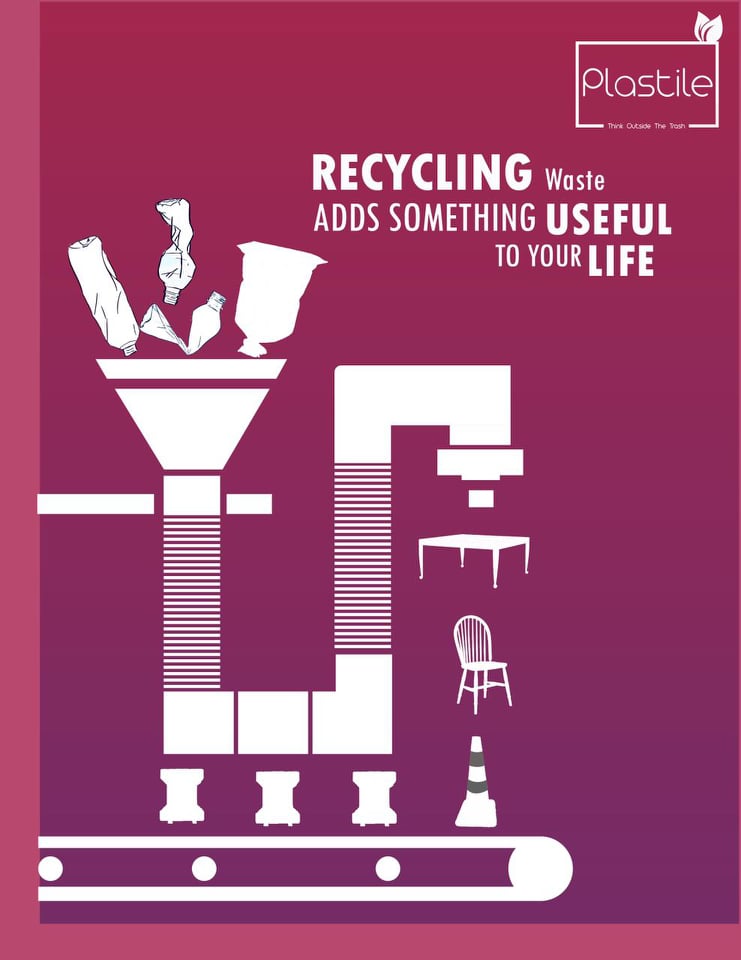 Plastile
Think Outside The Trash
RECYCLING Waste
ADDS SOMETHING USEFUL
TO YOUR LIFE